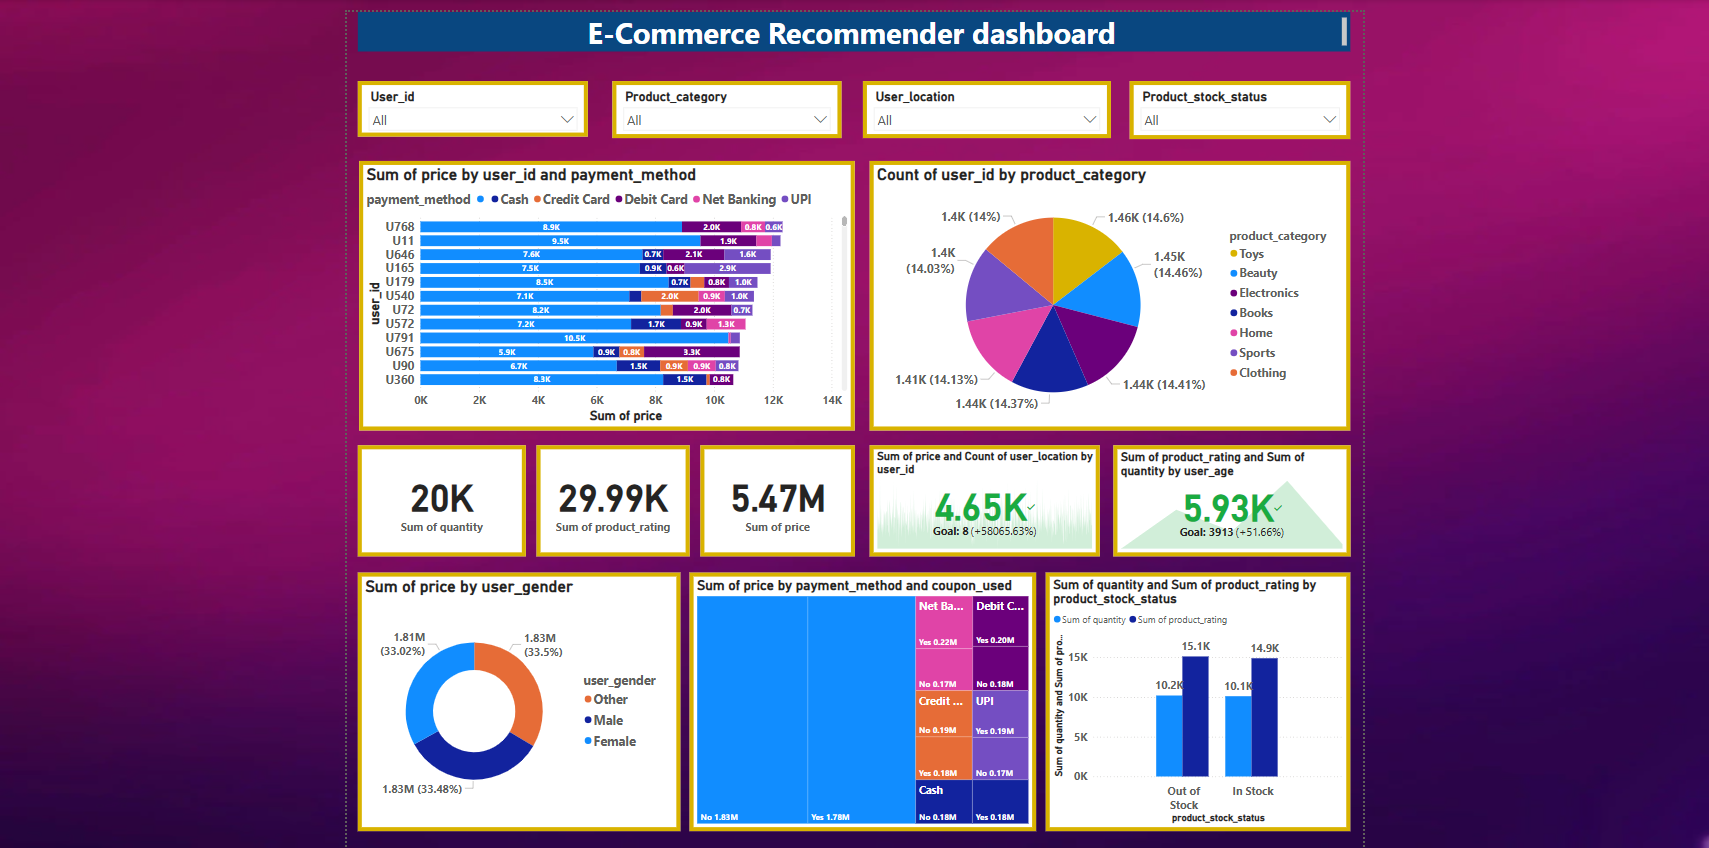 E-Commerce Recommender dashboard
User_id
All
Product_category
All
User_location
All
Product_stock_status
All
Sum of price by user_id and payment_method
payment_method
Cash
Credit Card
Debit Card
Net Banking
UPI
user_id
U768
8.9K
2.0K
0.8K
0.6K
U11
9.5K
1.9K
U646
7.6K
0.7K
2.1K
1.6K
U165
7.5K
0.9K
0.6K
2.9K
U179
8.5K
0.7K
0.8K
1.0K
U540
7.1K
2.0K
0.9K
1.0K
U72
8.2K
2.0K
0.7K
U572
7.2K
1.7K
0.9K
1.3K
U791
10.5K
U675
5.9K
0.9K
0.8K
3.3K
U90
6.7K
1.5K
0.9K
0.9K
0.8K
U360
8.3K
1.5K
0.8K
0K
2K
4K
6K
8K
10K
12K
14K
Sum of price
Count of user_id by product_category
1.4K (14%)
1.46K (14.6%)
1.4K
(14.03%)
1.45K
(14.46%)
1.41K (14.13%)
1.44K (14.41%)
1.44K (14.37%)
product_category
Toys
Beauty
Electronics
Books
Home
Sports
Clothing
20K
Sum of quantity
29.99K
Sum of product_rating
5.47M
Sum of price
Sum of price and Count of user_location by
user_id
4.65K
Goal: 8 (+58065.63%)
Sum of product_rating and Sum of
quantity by user_age
5.93K
Goal: 3913 (+51.66%)
Sum of price by user_gender
1.81M
(33.02%)
1.83M
(33.5%)
1.83M (33.48%)
user_gender
Other
Male
Female
Sum of price by payment_method and coupon_used
No 1.83M
Yes 1.78M
Net Ba...
Yes 0.22M
No 0.17M
Debit C...
Yes 0.20M
No 0.18M
Credit ...
No 0.19M
Yes 0.18M
UPI
Yes 0.19M
No 0.17M
Cash
No 0.18M
Yes 0.18M
Sum of quantity and Sum of product_rating by
product_stock_status
Sum of quantity
Sum of product_rating
Sum of quantity and Sum of pro...
15K
10K
5K
0K
10.2K
15.1K
10.1K
14.9K
Out of
Stock
In Stock
product_stock_status